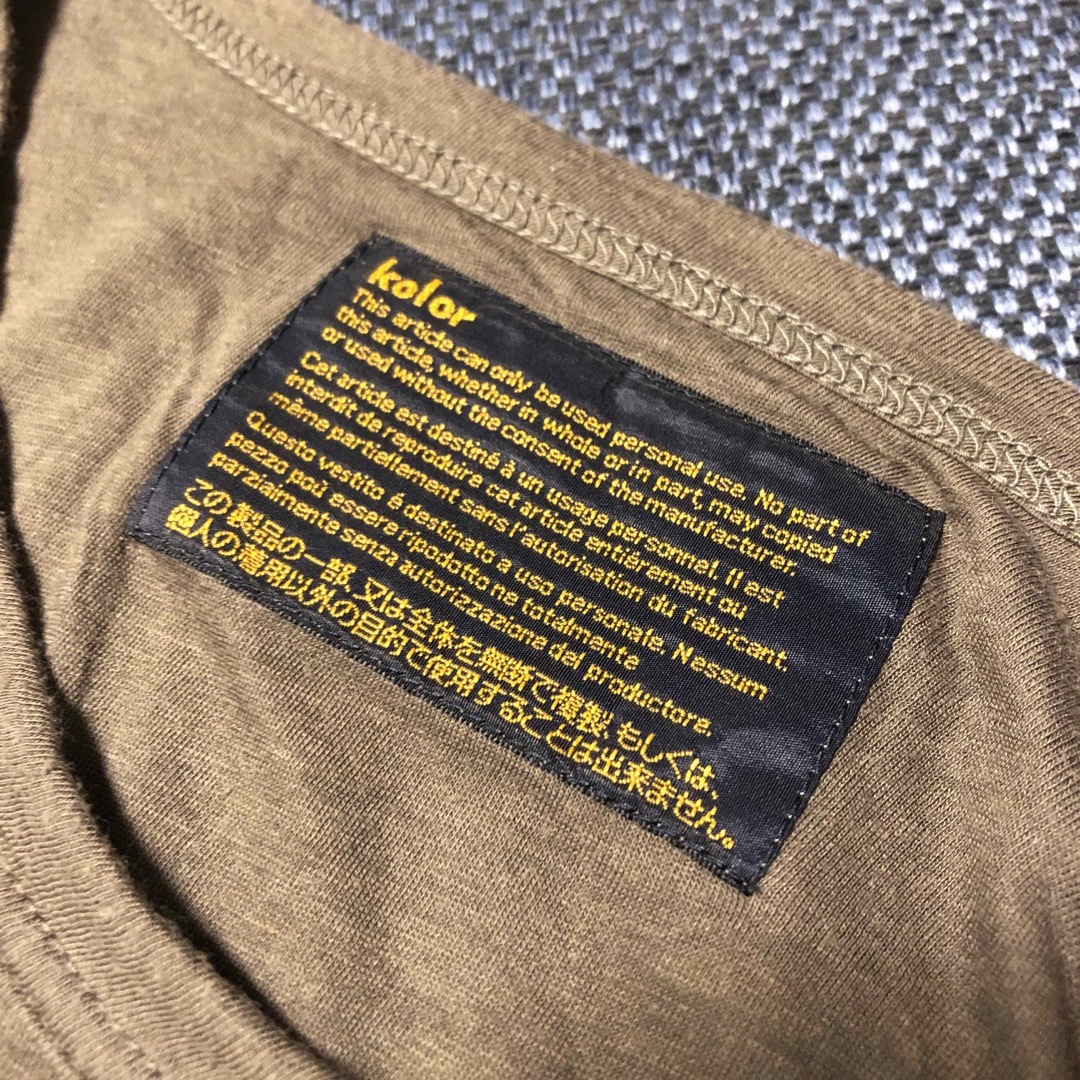 kolor
This article can only be used personal use. No part of
this article, whether in whole or in part, may copied
or used without the consent of the manufacturer.
Cet article est destiné à un usage personnel. Il est
interdit de reproduire cet article entiérement ou
même partiellement sans l'autorisation du fabricant.
Questo vestito é destinato a uso personate. Nessum
pezzo poú essere ripodotto ne totalmente
parzialmente senza autorizzazione del productore.
この製品の一部、又は全体を無断で複製、もしくは、
個人の着用以外の目的で使用することは出来ません。